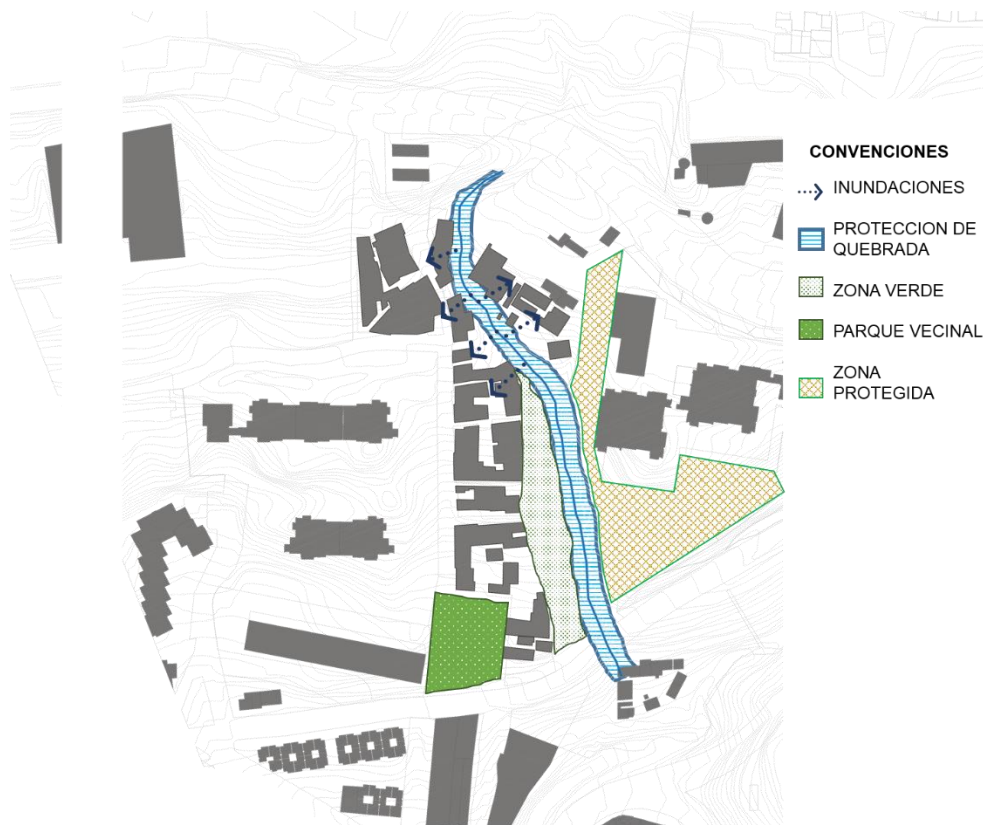 CONVENCIONES
INUNDACIONES
PROTECCION DE
QUEBRADA
ZONA VERDE
PARQUE VECINAL
ZONA
PROTEGIDA